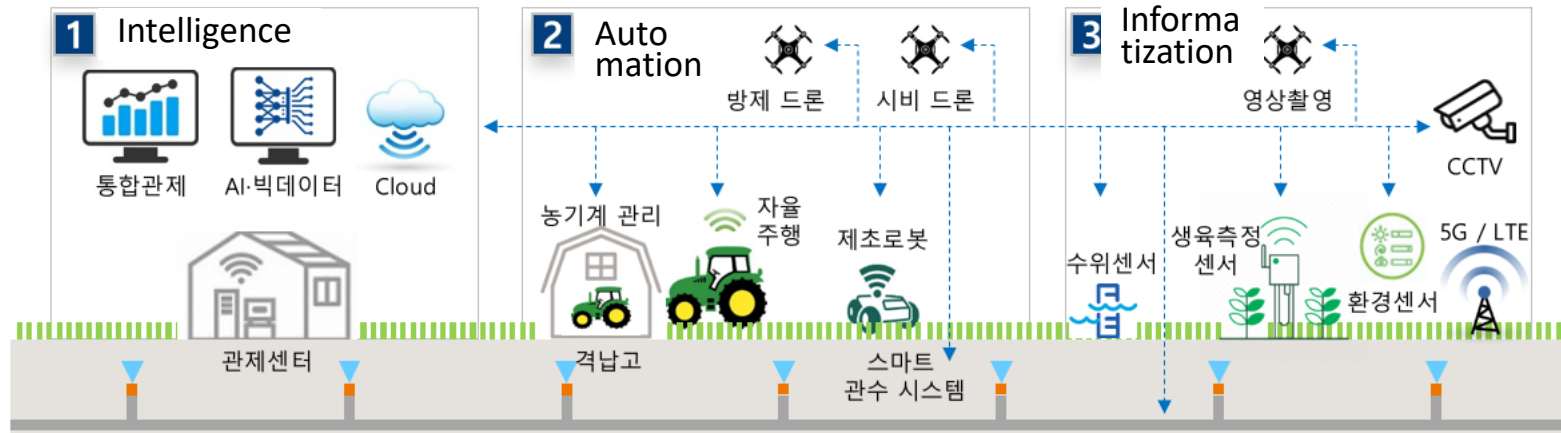 1
Intelligence
통합관제
AI·빅데이터
Cloud
관제센터
2
Auto
mation
방제 드론
시비 드론
농기계 관리
자율
주행
제초로봇
격납고
스마트
관수 시스템
3
Informa
tization
영상촬영
CCTV
수위센서
생육측정
센서
환경센서
5G / LTE